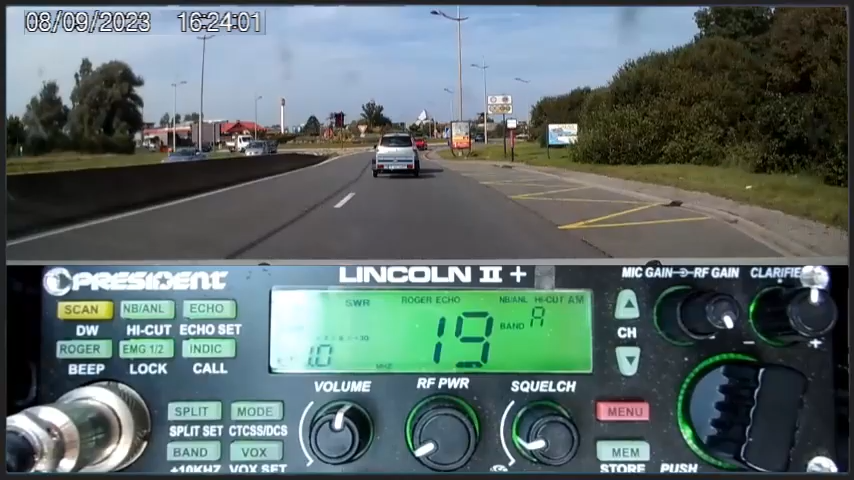 08/09/2023 16:24:01
PRESIDENT LINCOLN II + MIC GAIN RF GAIN CLARIFIER
SCAN NB/ANL ECHO
DW HI-CUT ECHO SET
ROGER EMG 1/2 INDIC
BEEP LOCK CALL
SWR ROGER ECHO NB/ANL HI-CUT AM
19 BAND A
1.0 MHZ
CH
VOLUME RF PWR SQUELCH
SPLIT MODE
SPLIT SET CTCSS/DCS
BAND VOX
+10KHZ VOX SET
MENU
MEM
STORE PUSH